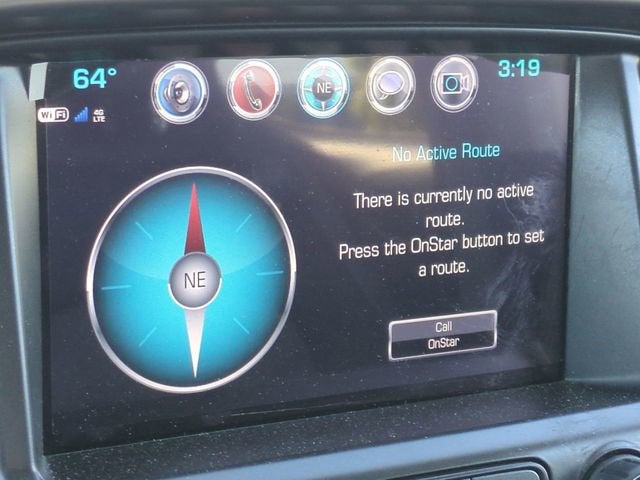 64°
NE
3:19
WiFi
4G
LTE
No Active Route
There is currently no active
route.
Press the OnStar button to set
a route.
NE
Call
OnStar